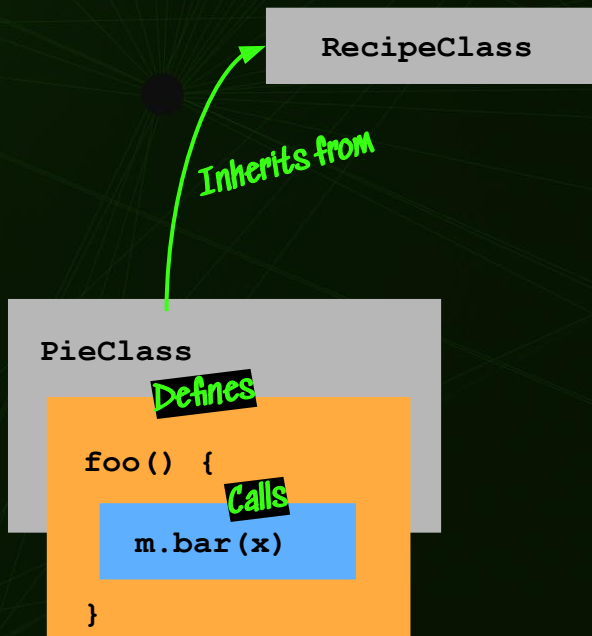 RecipeClass
Inherits from
PieClass
Defines
foo() {
Calls
m.bar(x)
}